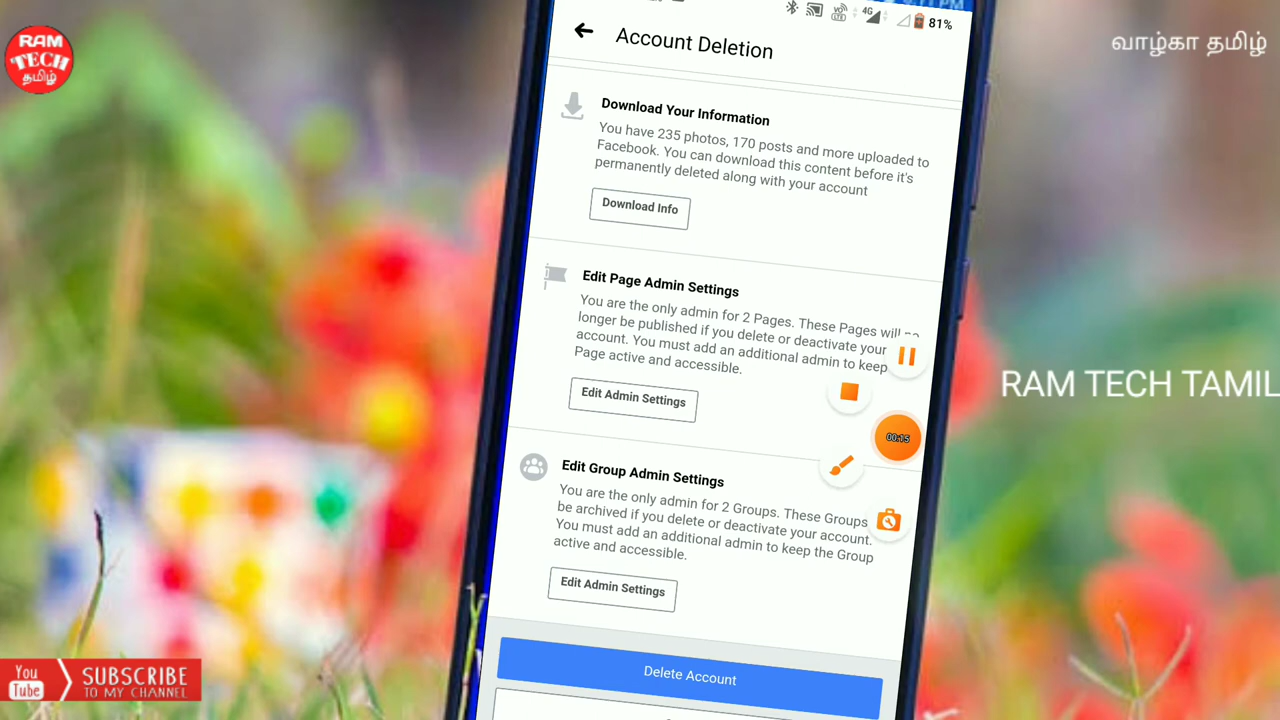 RAM
TECH
தமிழ்
வாழ்கா தமிழ்
4G
81%
Account Deletion
Download Your Information
You have 235 photos, 170 posts and more uploaded to
Facebook. You can download this content before it's
permanently deleted along with your account
Download Info
Edit Page Admin Settings
You are the only admin for 2 Pages. These Pages will no
longer be published if you delete or deactivate your
account. You must add an additional admin to keep
Page active and accessible.
Edit Admin Settings
00:15
RAM TECH TAMIL
Edit Group Admin Settings
You are the only admin for 2 Groups. These Groups
be archived if you delete or deactivate your account.
You must add an additional admin to keep the Group
active and accessible.
Edit Admin Settings
Delete Account
You
Tube
SUBSCRIBE
TO MY CHANNEL